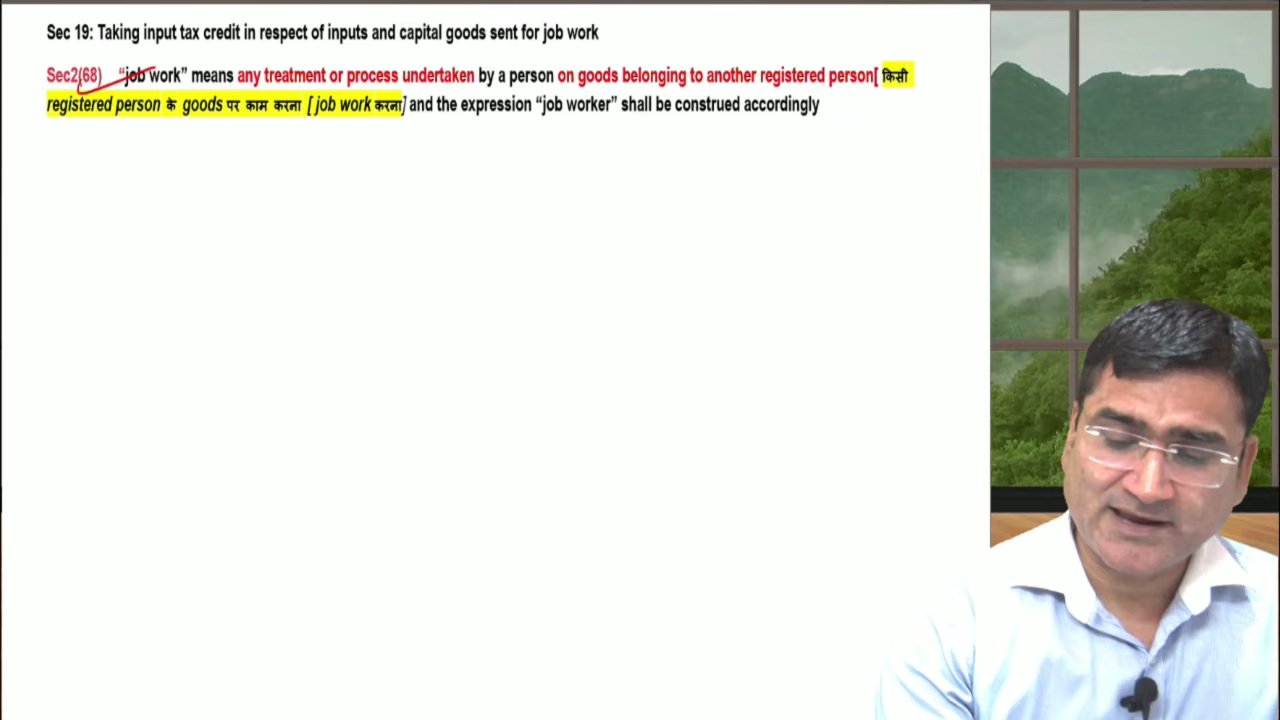 Sec 19: Taking input tax credit in respect of inputs and capital goods sent for job work
Sec2(68) “job work” means any treatment or process undertaken by a person on goods belonging to another registered person[ किसी
registered person के goods पर काम करना [ job work करना] and the expression “job worker” shall be construed accordingly